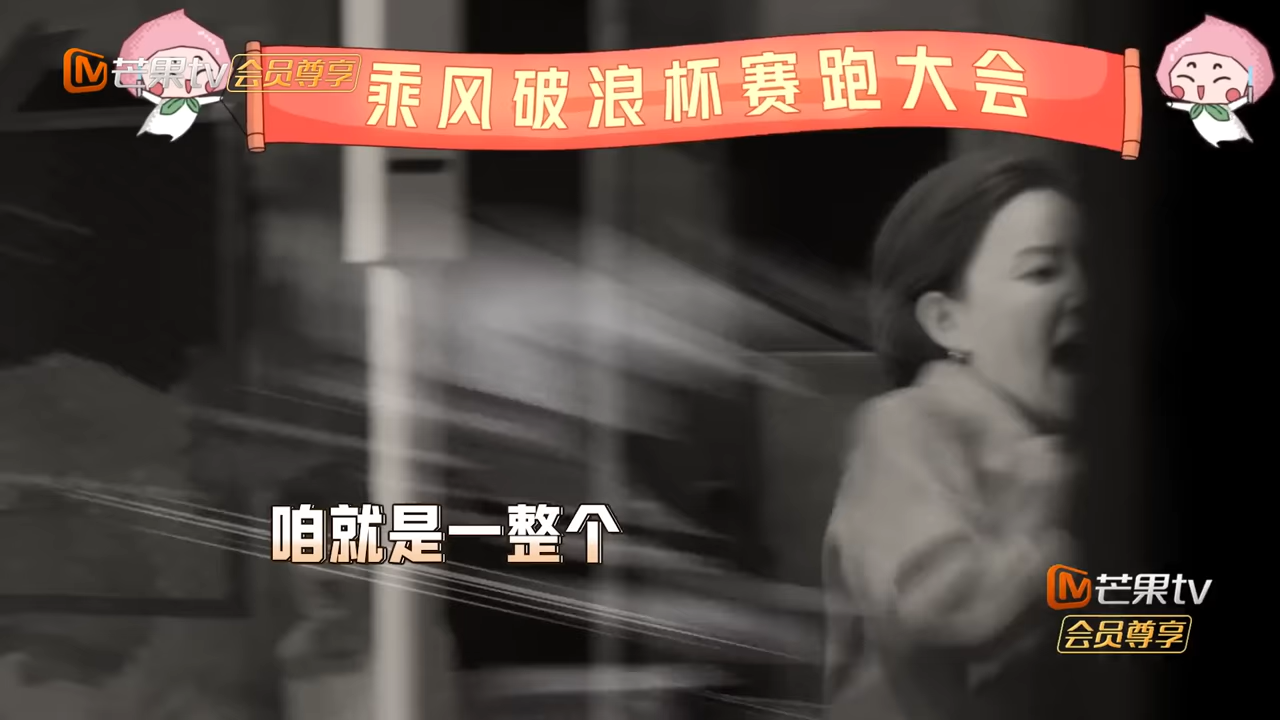 芒果tv 会员尊享
乘风破浪杯赛跑大会
咱就是一整个
芒果tv
会员尊享